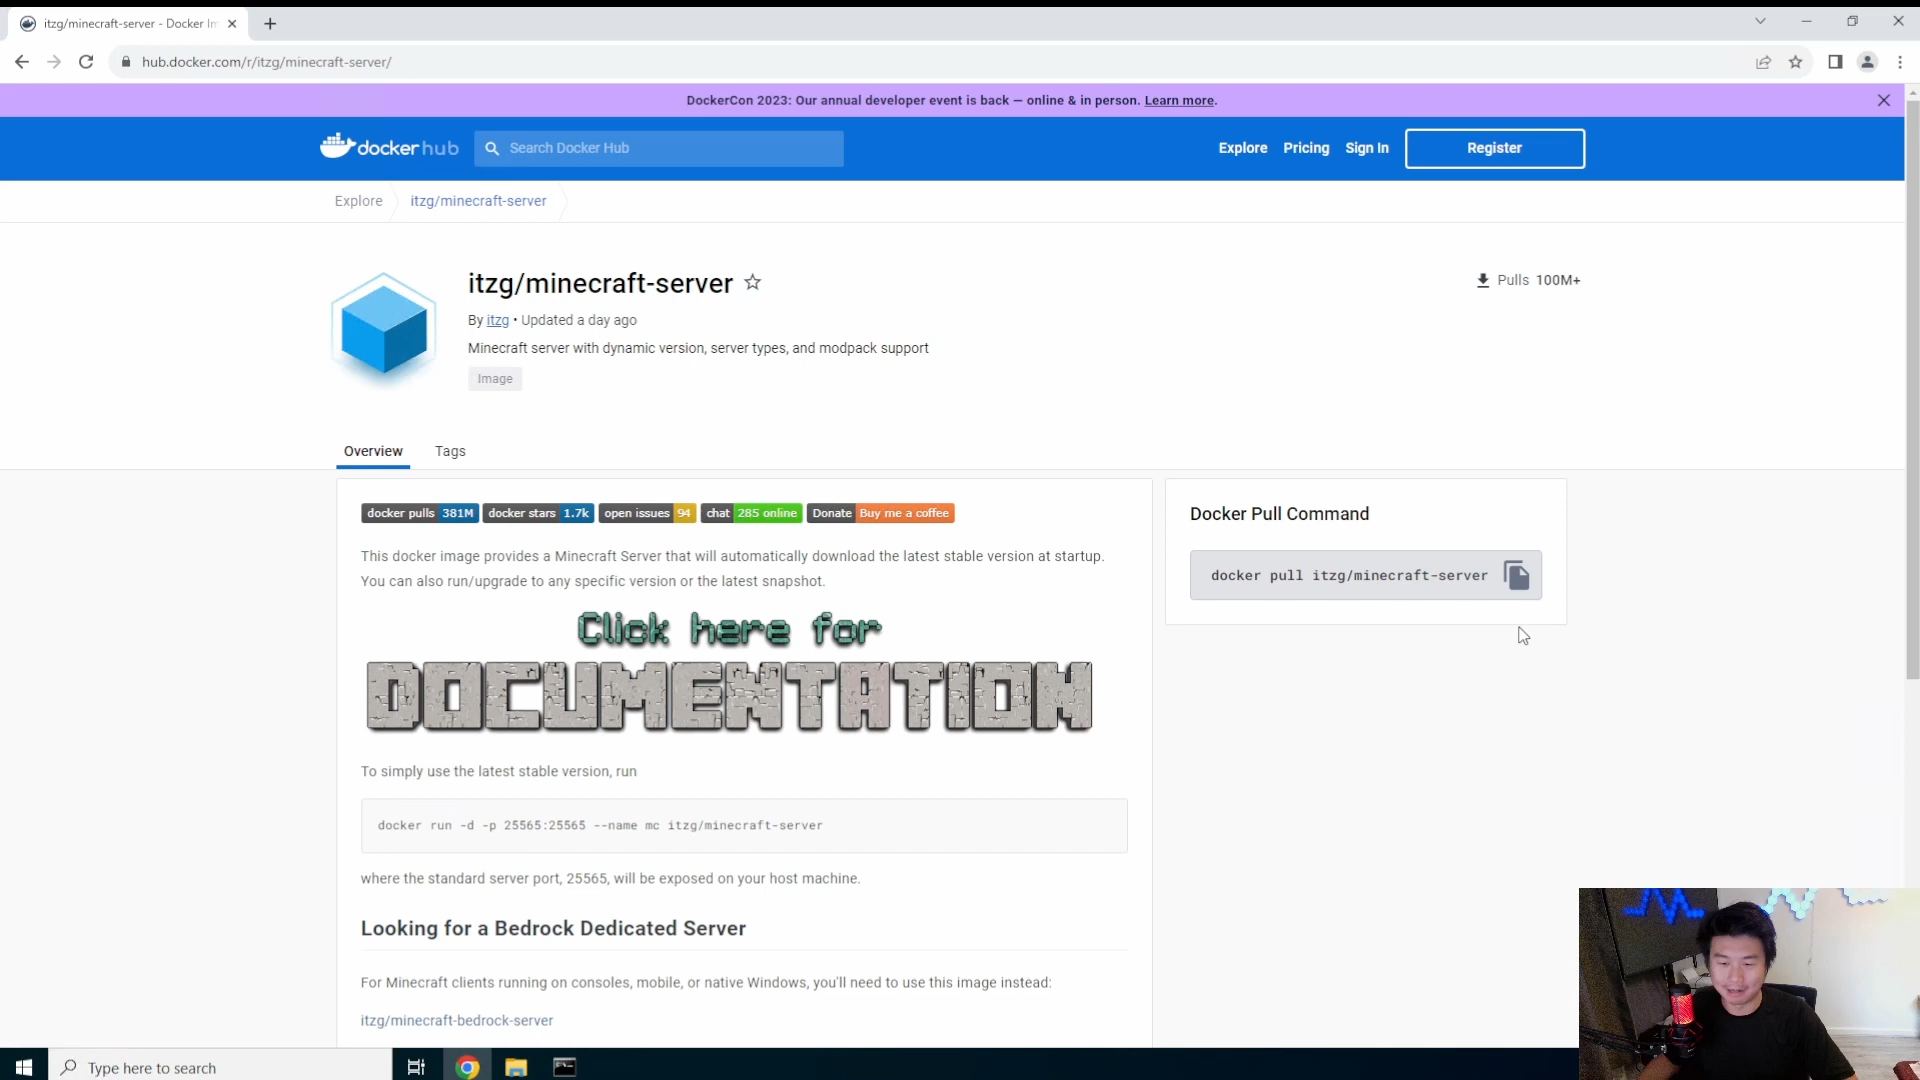 itzg/minecraft-server - Docker Im
hub.docker.com/r/itzg/minecraft-server/
DockerCon 2023: Our annual developer event is back — online & in person. Learn more.
docker hub
Search Docker Hub
Explore
Pricing
Sign In
Register
Explore
itzg/minecraft-server
itzg/minecraft-server
Pulls 100M+
By itzg • Updated a day ago
Minecraft server with dynamic version, server types, and modpack support
Image
Overview
Tags
docker pulls 381M
docker stars 1.7k
open issues 94
chat 285 online
Donate Buy me a coffee
Docker Pull Command
docker pull itzg/minecraft-server
This docker image provides a Minecraft Server that will automatically download the latest stable version at startup.
You can also run/upgrade to any specific version or the latest snapshot.
Click here for
DOCUMENTATION
To simply use the latest stable version, run
docker run -d -p 25565:25565 --name mc itzg/minecraft-server
where the standard server port, 25565, will be exposed on your host machine.
Looking for a Bedrock Dedicated Server
For Minecraft clients running on consoles, mobile, or native Windows, you'll need to use this image instead:
itzg/minecraft-bedrock-server
Type here to search